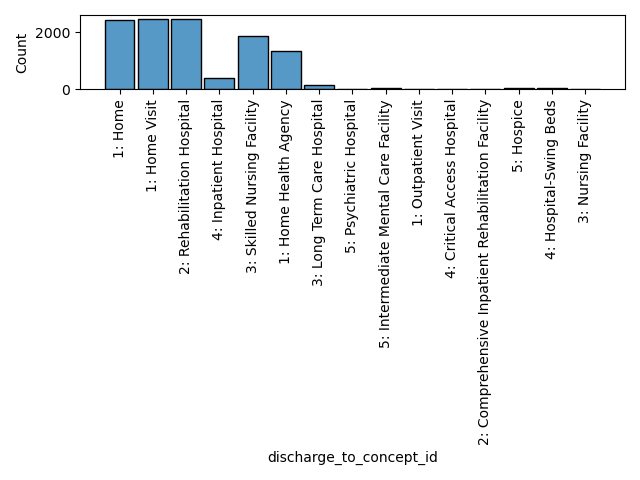 Count
2000
0
1: Home
1: Home Visit
2: Rehabilitation Hospital
4: Inpatient Hospital
3: Skilled Nursing Facility
1: Home Health Agency
3: Long Term Care Hospital
5: Psychiatric Hospital
5: Intermediate Mental Care Facility
1: Outpatient Visit
4: Critical Access Hospital
2: Comprehensive Inpatient Rehabilitation Facility
5: Hospice
4: Hospital-Swing Beds
3: Nursing Facility
discharge_to_concept_id